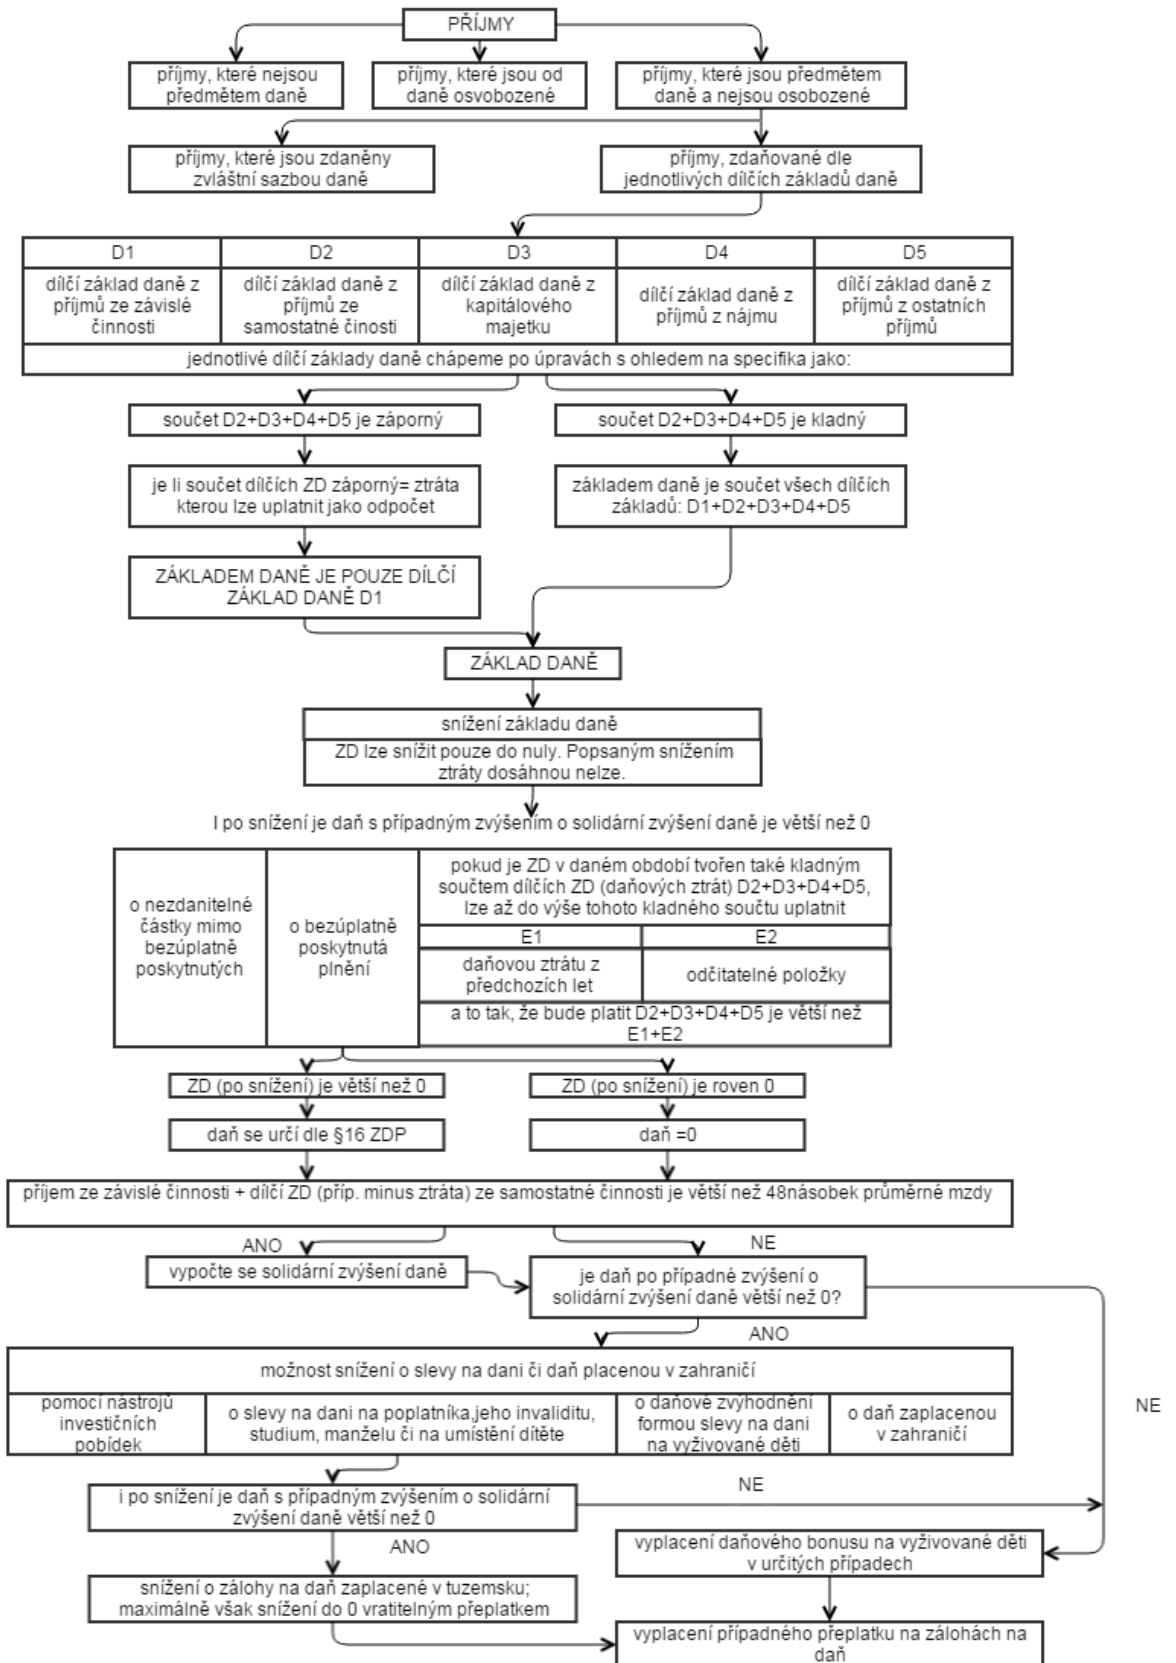 PŘÍJMY
příjmy, které nejsou
předmětem daně
příjmy, které jsou od
daně osvobozené
příjmy, které jsou předmětem
daně a nejsou osobozené
příjmy, které jsou zdaněny
zvláštní sazbou daně
příjmy, zdaňované dle
jednotlivých dílčích základů daně
D1
D2
D3
D4
D5
dílčí základ daně z
příjmů ze závislé
činnosti
dílčí základ daně z
příjmů ze
samostatné činosti
dílčí základ daně z
kapitálového
majetku
dílčí základ daně z
příjmů z nájmu
dílčí základ daně z
příjmů z ostatních
příjmů
jednotlivé dílčí základy daně chápeme po úpravách s ohledem na specifika jako:
součet D2+D3+D4+D5 je záporný
součet D2+D3+D4+D5 je kladný
je li součet dílčích ZD záporný= ztráta
kterou lze uplatnit jako odpočet
základem daně je součet všech dílčích
základů: D1+D2+D3+D4+D5
ZÁKLADEM DANĚ JE POUZE DÍLČÍ
ZÁKLAD DANĚ D1
ZÁKLAD DANĚ
snížení základu daně
ZD lze snížit pouze do nuly. Popsaným snížením
ztráty dosáhnou nelze.
I po snížení je daň s případným zvýšením o solidární zvýšení daně je větší než 0
o nezdanitelné
částky mimo
bezúplatně
poskytnutých
o bezúplatně
poskytnutá
plnění
pokud je ZD v daném období tvořen také kladným
součtem dílčích ZD (daňových ztrát) D2+D3+D4+D5,
lze až do výše tohoto kladného součtu uplatnit
E1
E2
daňovou ztrátu z
předchozích let
odčitatelné položky
a to tak, že bude platit D2+D3+D4+D5 je větší než
E1+E2
ZD (po snížení) je větší než 0
ZD (po snížení) je roven 0
daň se určí dle §16 ZDP
daň =0
příjem ze závislé činnosti + dílčí ZD (příp. minus ztráta) ze samostatné činnosti je větší než 48násobek průměrné mzdy
ANO
NE
vypočte se solidární zvýšení daně
je daň po případné zvýšení o
solidární zvýšení daně větší než 0?
ANO
možnost snížení o slevy na dani či daň placenou v zahraničí
pomocí nástrojů
investičních
pobídek
o slevy na dani na poplatníka,jeho invaliditu,
studium, manželu či na umístění dítěte
o daňové zvýhodnění
formou slevy na dani
na vyživované děti
o daň zaplacenou
v zahraničí
NE
i po snížení je daň s případným zvýšením o solidární
zvýšení daně větší než 0
NE
ANO
vyplacení daňového bonusu na vyživované děti
v určitých případech
snížení o zálohy na daň zaplacené v tuzemsku;
maximálně však snížení do 0 vratitelným přeplatkem
vyplacení případného přeplatku na zálohách na
daň